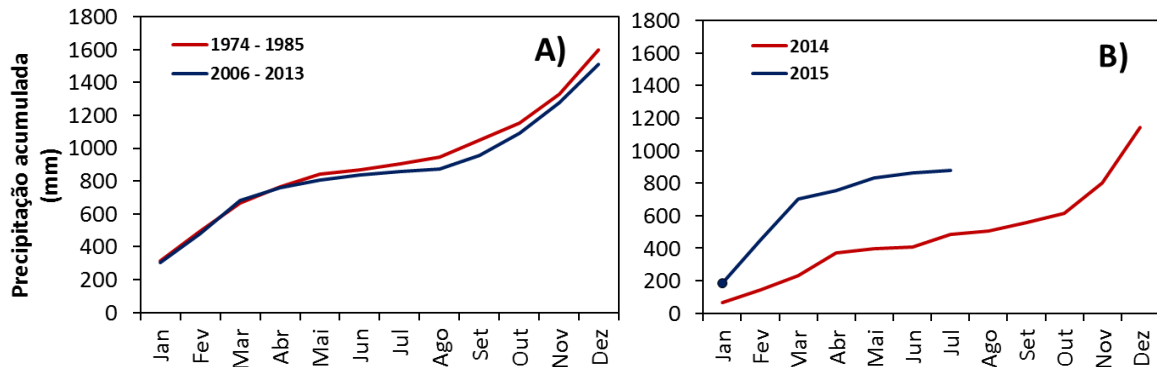 Precipitação acumulada
(mm)
1800
1600
1400
1200
1000
800
600
400
200
0
1974 - 1985
2006 - 2013
A)
Jan
Fev
Mar
Abr
Mai
Jun
Jul
Ago
Set
Out
Nov
Dez
1800
1600
1400
1200
1000
800
600
400
200
0
2014
2015
B)
Jan
Fev
Mar
Abr
Mai
Jun
Jul
Ago
Set
Out
Nov
Dez